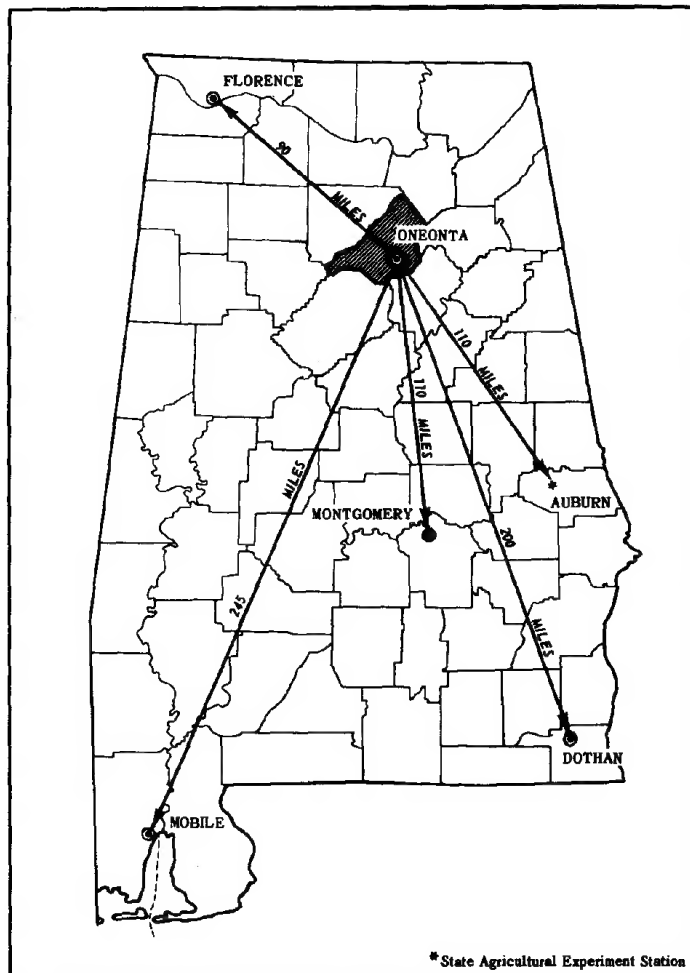 FLORENCE
90
MILES
ONEONTA
110
MILES
110
MILES
MILES
AUBURN
MONTGOMERY
200
245
MILES
DOTHAN
MOBILE
*
*State Agricultural Experiment Station